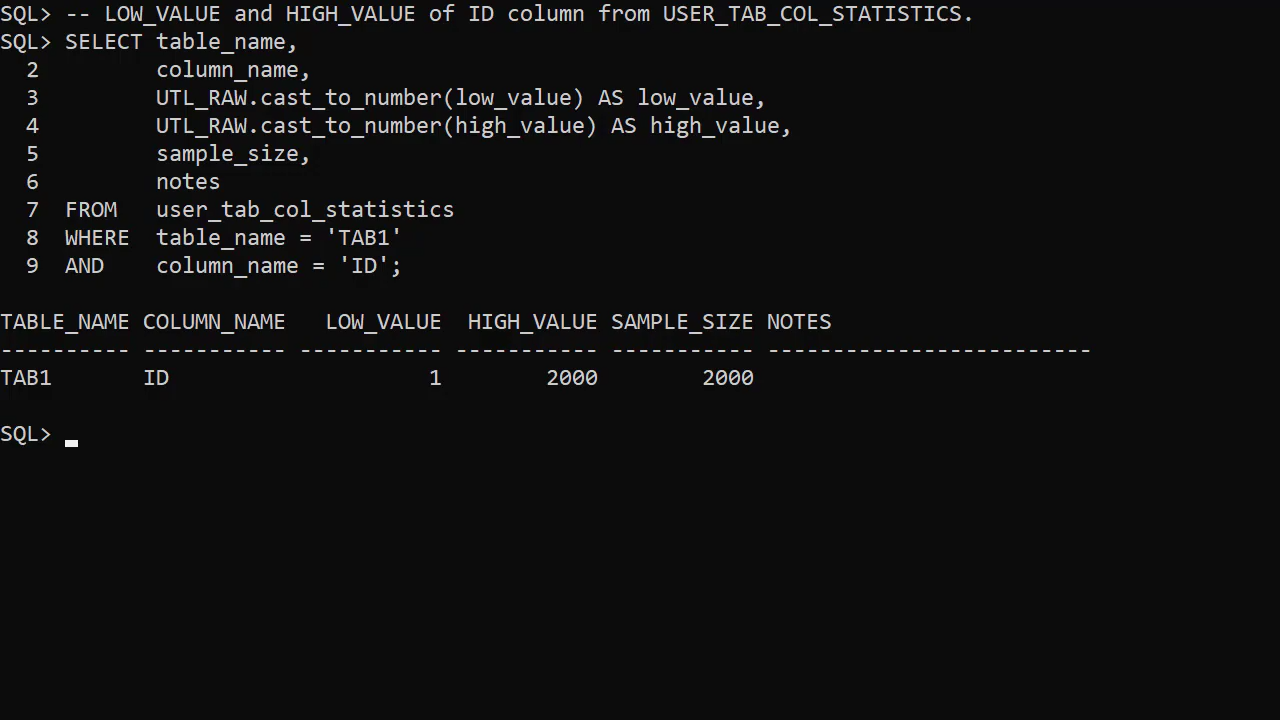 SQL> -- LOW_VALUE and HIGH_VALUE of ID column from USER_TAB_COL_STATISTICS.
SQL> SELECT table_name,
  2         column_name,
  3         UTL_RAW.cast_to_number(low_value) AS low_value,
  4         UTL_RAW.cast_to_number(high_value) AS high_value,
  5         sample_size,
  6         notes
  7  FROM   user_tab_col_statistics
  8  WHERE  table_name = 'TAB1'
  9  AND    column_name = 'ID';

TABLE_NAME COLUMN_NAME   LOW_VALUE  HIGH_VALUE SAMPLE_SIZE NOTES
---------- ----------- ----------- ----------- ----------- -------------------------
TAB1       ID                    1        2000        2000

SQL>